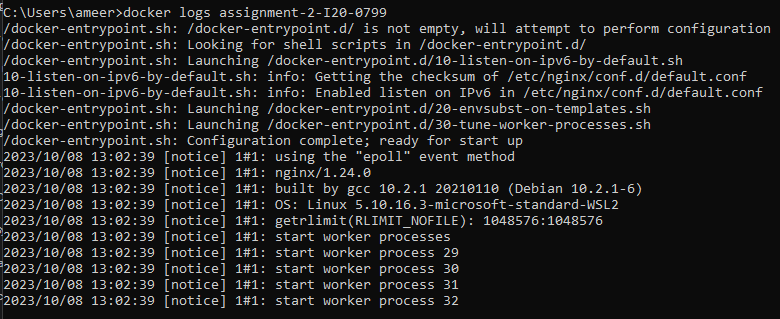 C:\Users\ameer>docker logs assignment-2-I20-0799
/docker-entrypoint.sh: /docker-entrypoint.d/ is not empty, will attempt to perform configuration
/docker-entrypoint.sh: Looking for shell scripts in /docker-entrypoint.d/
/docker-entrypoint.sh: Launching /docker-entrypoint.d/10-listen-on-ipv6-by-default.sh
10-listen-on-ipv6-by-default.sh: info: Getting the checksum of /etc/nginx/conf.d/default.conf
10-listen-on-ipv6-by-default.sh: info: Enabled listen on IPv6 in /etc/nginx/conf.d/default.conf
/docker-entrypoint.sh: Launching /docker-entrypoint.d/20-envsubst-on-templates.sh
/docker-entrypoint.sh: Launching /docker-entrypoint.d/30-tune-worker-processes.sh
/docker-entrypoint.sh: Configuration complete; ready for start up
2023/10/08 13:02:39 [notice] 1#1: using the "epoll" event method
2023/10/08 13:02:39 [notice] 1#1: nginx/1.24.0
2023/10/08 13:02:39 [notice] 1#1: built by gcc 10.2.1 20210110 (Debian 10.2.1-6)
2023/10/08 13:02:39 [notice] 1#1: OS: Linux 5.10.16.3-microsoft-standard-WSL2
2023/10/08 13:02:39 [notice] 1#1: getrlimit(RLIMIT_NOFILE): 1048576:1048576
2023/10/08 13:02:39 [notice] 1#1: start worker processes
2023/10/08 13:02:39 [notice] 1#1: start worker process 29
2023/10/08 13:02:39 [notice] 1#1: start worker process 30
2023/10/08 13:02:39 [notice] 1#1: start worker process 31
2023/10/08 13:02:39 [notice] 1#1: start worker process 32